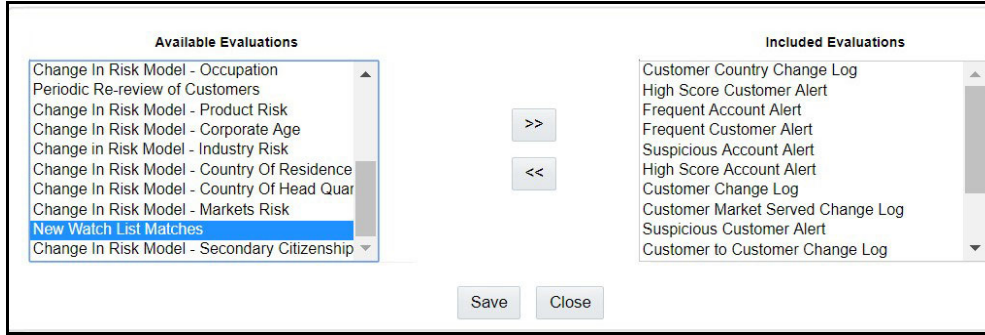 Available Evaluations
Change In Risk Model - Occupation
Periodic Re-review of Customers
Change In Risk Model - Product Risk
Change In Risk Model - Corporate Age
Change in Risk Model - Industry Risk
Change In Risk Model - Country Of Residence
Change In Risk Model - Country Of Head Quar
Change In Risk Model - Markets Risk
New Watch List Matches
Change In Risk Model - Secondary Citizenship
>>
<<
Included Evaluations
Customer Country Change Log
High Score Customer Alert
Frequent Account Alert
Frequent Customer Alert
Suspicious Account Alert
High Score Account Alert
Customer Change Log
Customer Market Served Change Log
Suspicious Customer Alert
Customer to Customer Change Log
Save Close